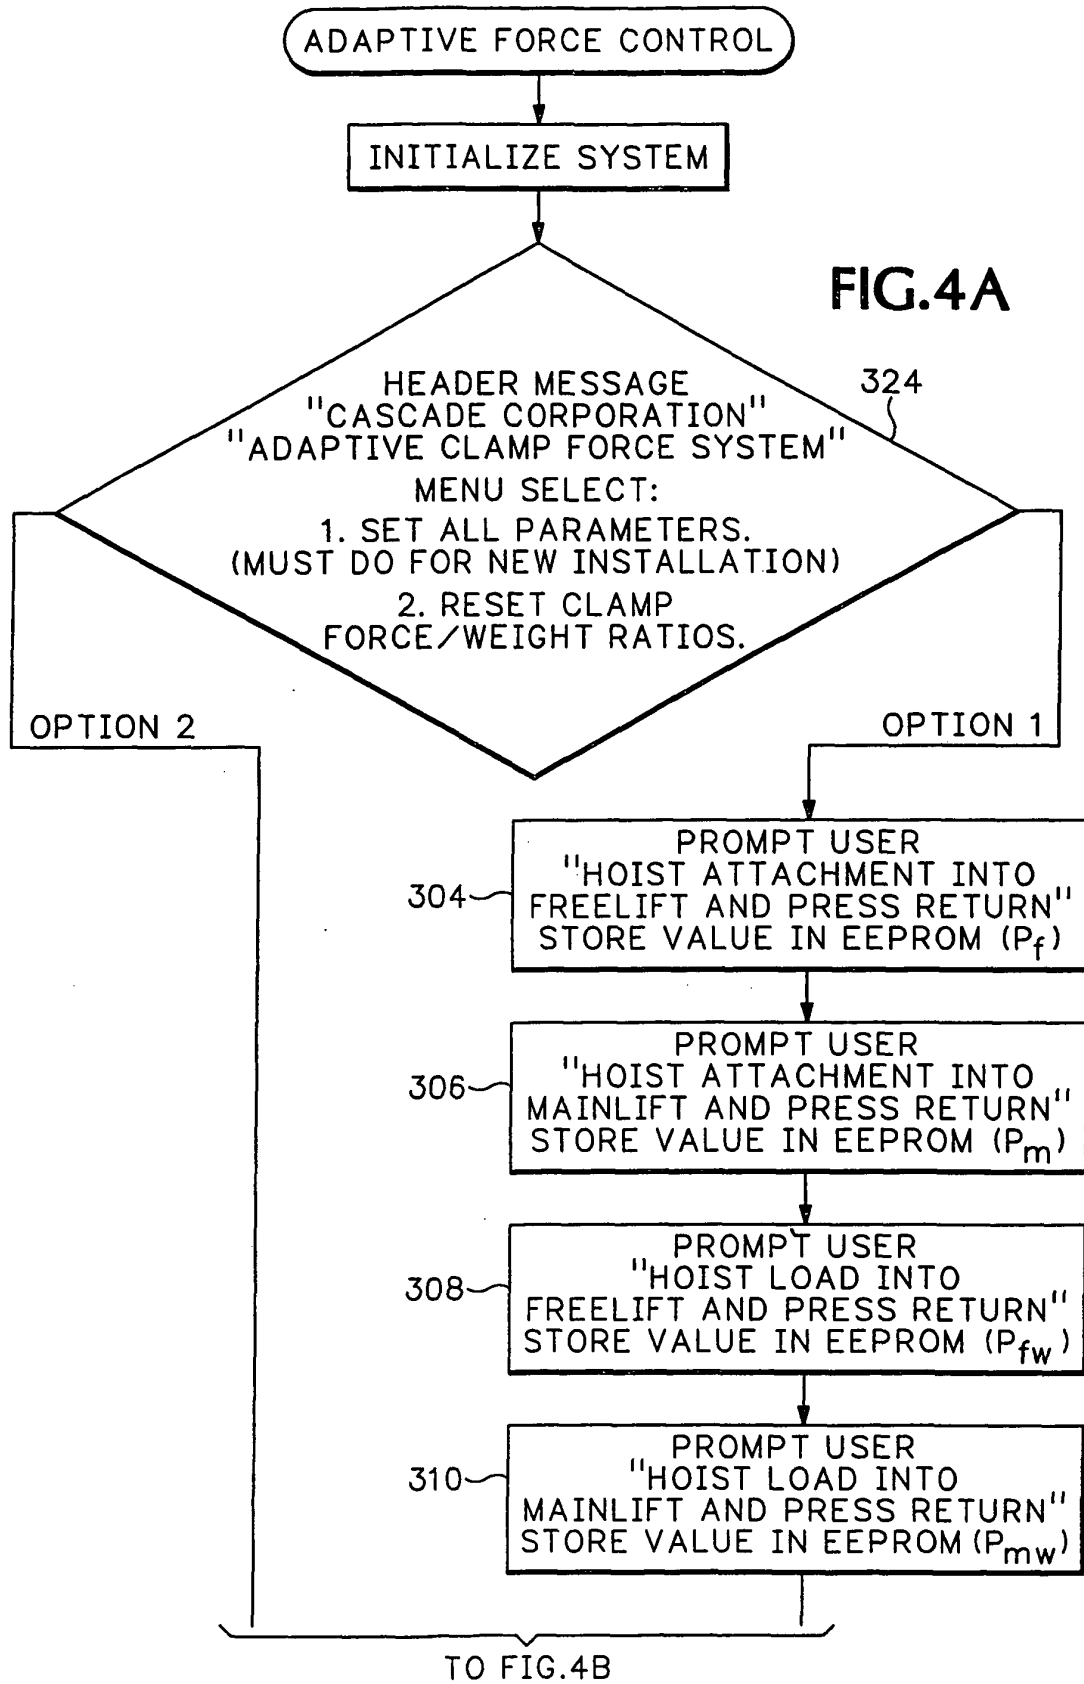 ADAPTIVE FORCE CONTROL
INITIALIZE SYSTEM
FIG.4A
324
HEADER MESSAGE
"CASCADE CORPORATION"
"ADAPTIVE CLAMP FORCE SYSTEM"
MENU SELECT:
1. SET ALL PARAMETERS.
(MUST DO FOR NEW INSTALLATION)
2. RESET CLAMP
FORCE/WEIGHT RATIOS.
OPTION 2
OPTION 1
304
PROMPT USER
"HOIST ATTACHMENT INTO
FREELIFT AND PRESS RETURN"
STORE VALUE IN EEPROM (Pf)
306
PROMPT USER
"HOIST ATTACHMENT INTO
MAINLIFT AND PRESS RETURN"
STORE VALUE IN EEPROM (Pm)
308
PROMPT USER
"HOIST LOAD INTO
FREELIFT AND PRESS RETURN"
STORE VALUE IN EEPROM (Pfw)
310
PROMPT USER
"HOIST LOAD INTO
MAINLIFT AND PRESS RETURN"
STORE VALUE IN EEPROM (Pmw)
TO FIG.4B